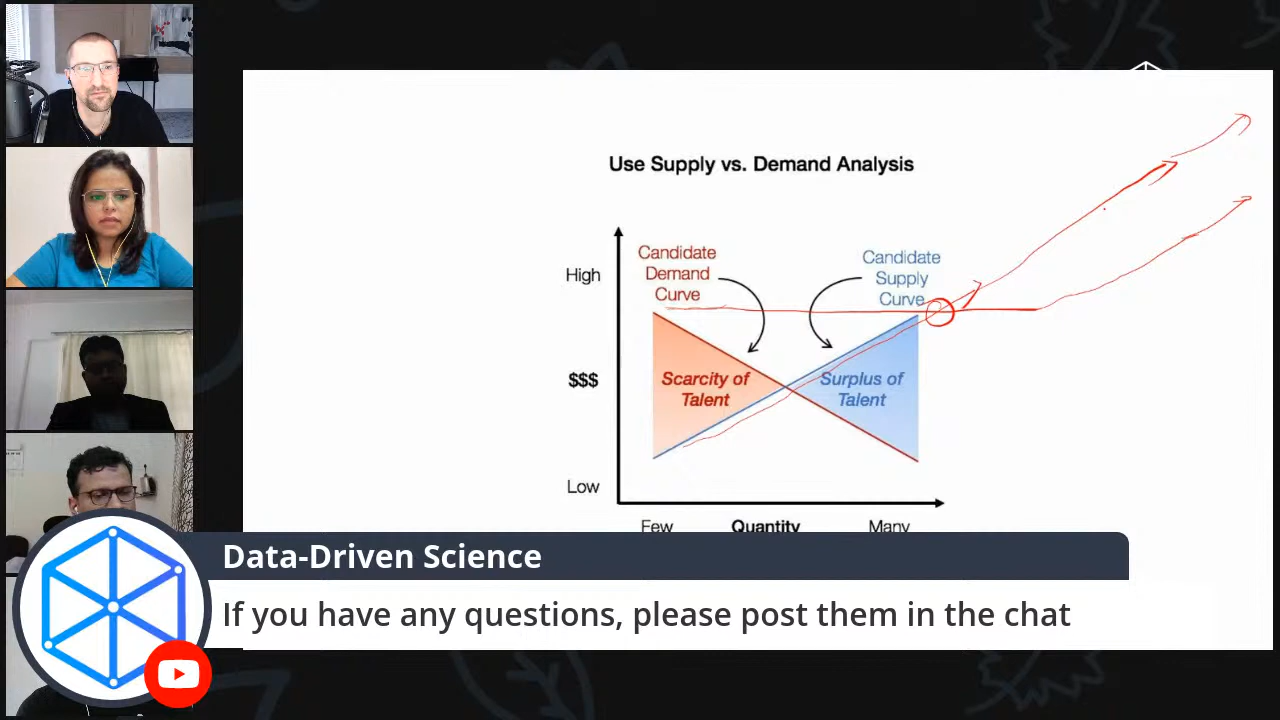 Use Supply vs. Demand Analysis
Candidate
Demand
Curve
Candidate
Supply
Curve
High
$$$
Low
Scarcity of
Talent
Surplus of
Talent
Few
Quantity
Many
Data-Driven Science
If you have any questions, please post them in the chat